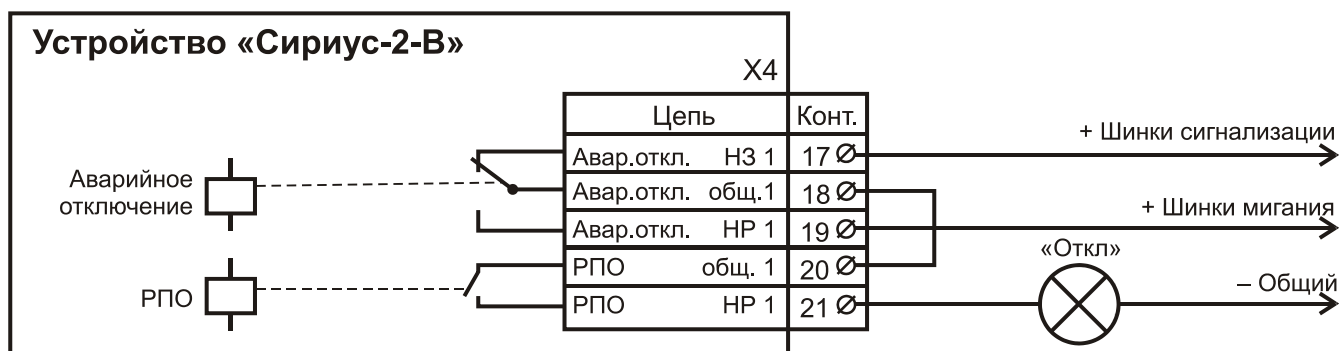 Устройство «Сириус-2-В»
X4
Цепь Конт.
Авар.откл. НЗ 1 17
Авар.откл. общ.1 18
Авар.откл. НР 1 19
РПО общ. 1 20
РПО НР 1 21
Аварийное
отключение
РПО
+ Шинки сигнализации
+ Шинки мигания
«Откл»
– Общий